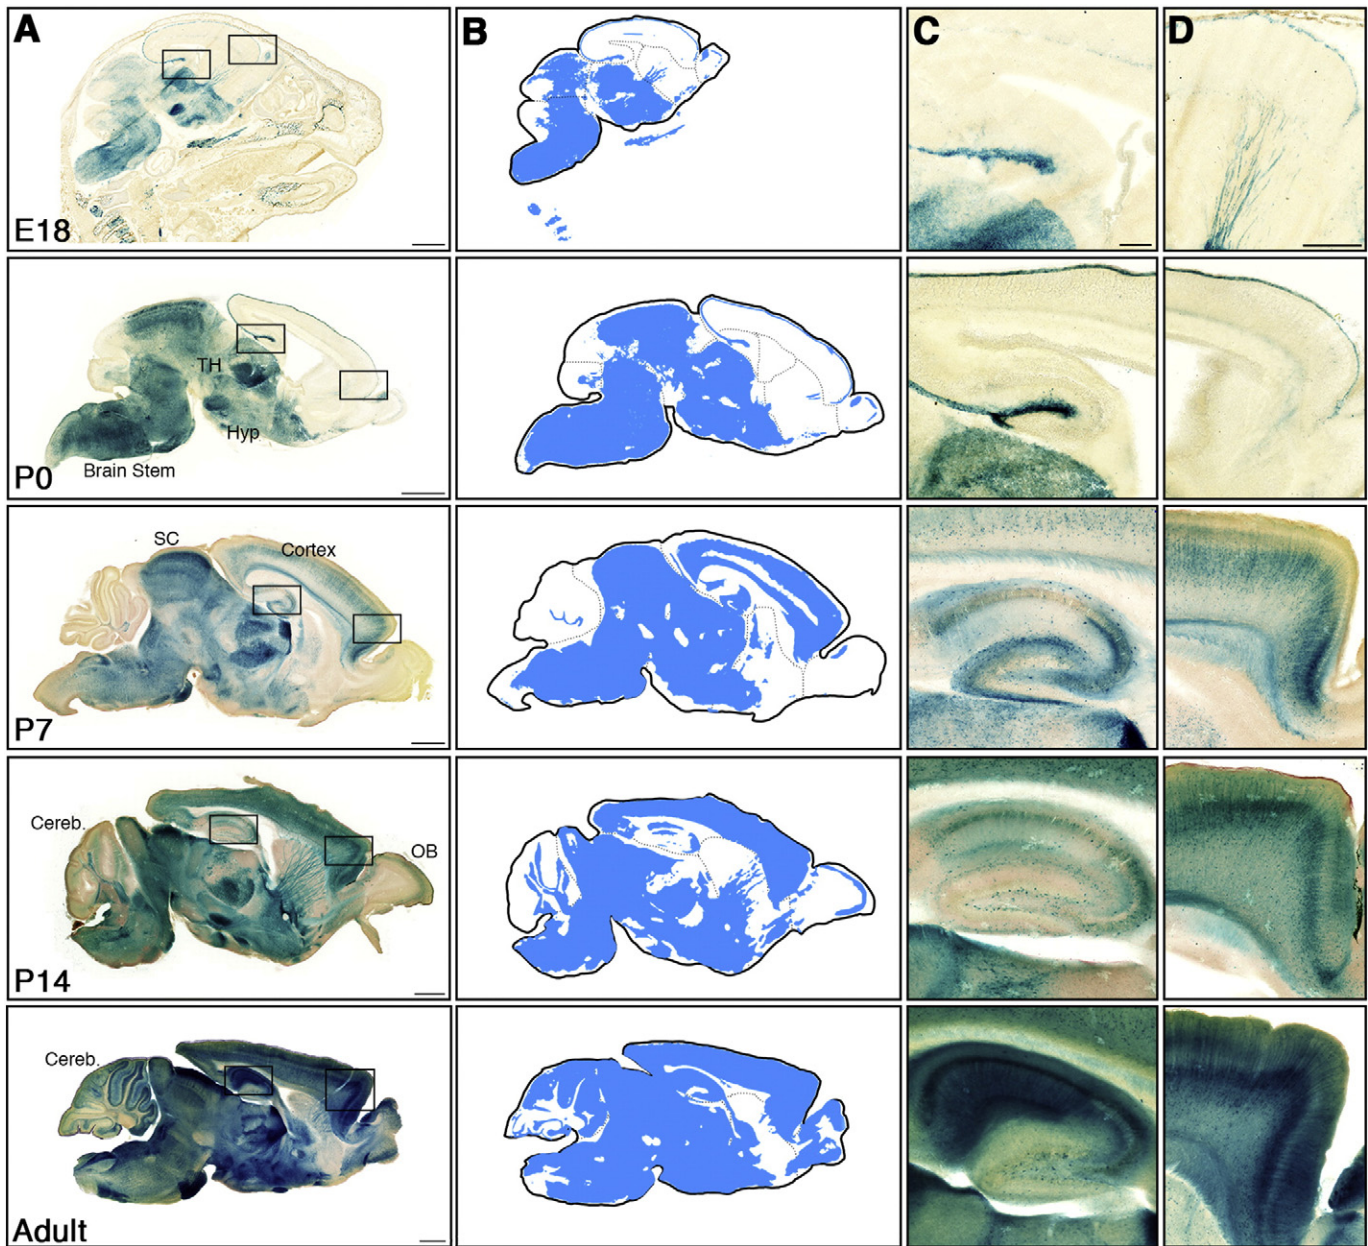 A
B
C
D
E18
TH
Hyp
Brain Stem
P0
SC
Cortex
P7
Cereb.
OB
P14
Cereb.
Adult